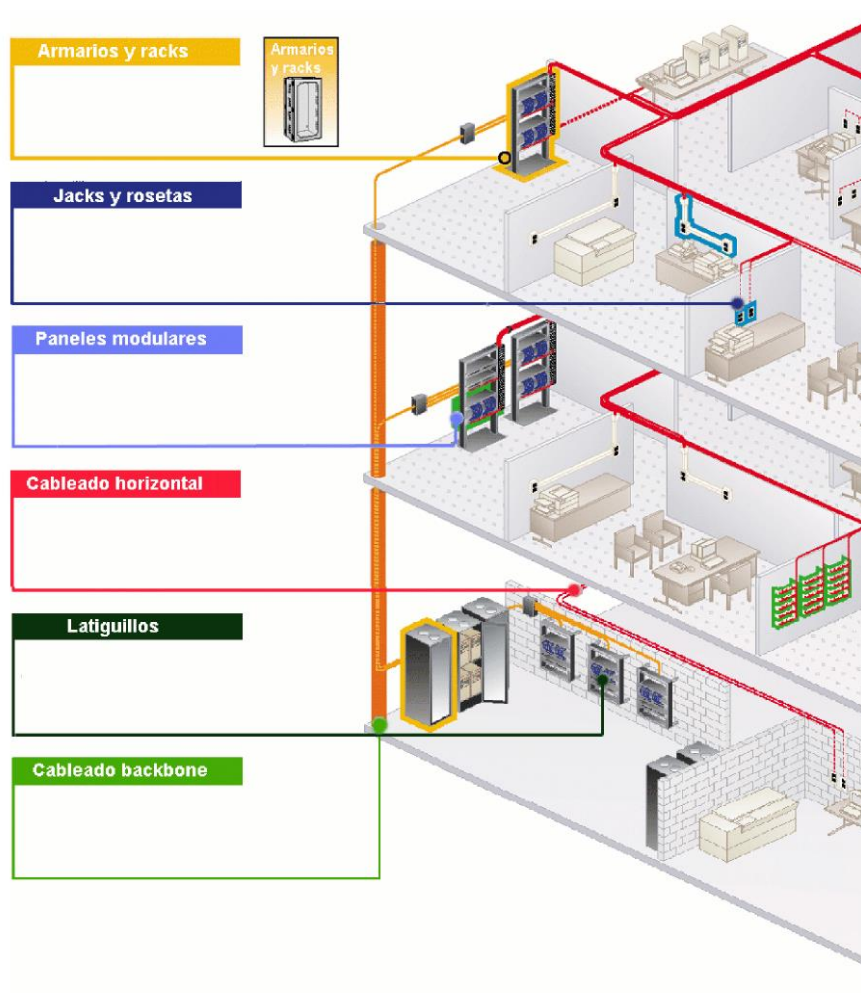 Armarios y racks
Armarios
y racks
Jacks y rosetas
Paneles modulares
Cableado horizontal
Latiguillos
Cableado backbone